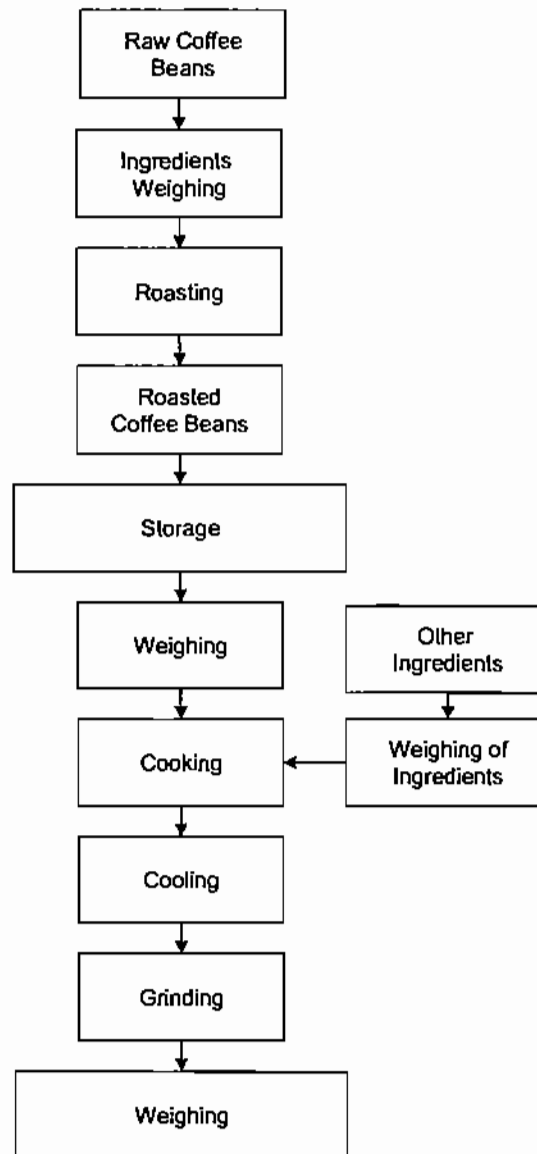 Raw Coffee
Beans
Ingredients
Weighing
Roasting
Roasted
Coffee Beans
Storage
Weighing
Other
Ingredients
Cooking
Weighing of
Ingredients
Cooling
Grinding
Weighing